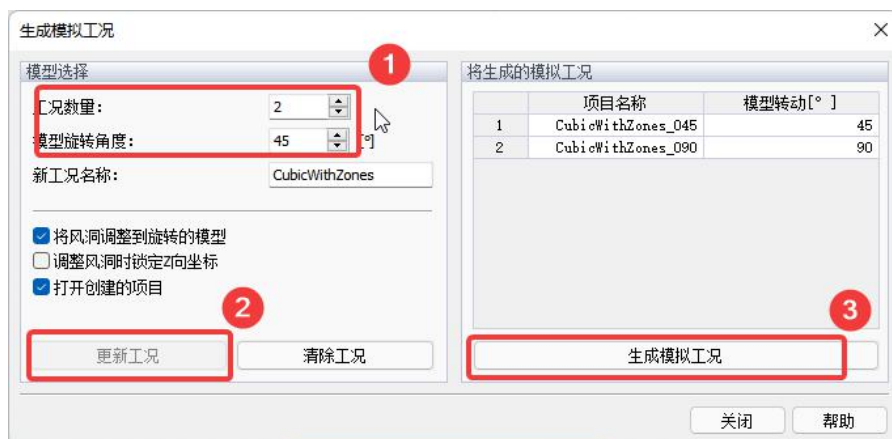 生成模拟工况
模型选择
1
工况数量: 2
模型旋转角度: 45 [°]
新工况名称: CubicWithZones
将风洞调整到旋转的模型
调整风洞时锁定Z向坐标
打开创建的项目
2
更新工况 清除工况
将生成的模拟工况
项目名称 模型转动[° ]
1 CubicWithZones_045 45
2 CubicWithZones_090 90
3
生成模拟工况
关闭 帮助